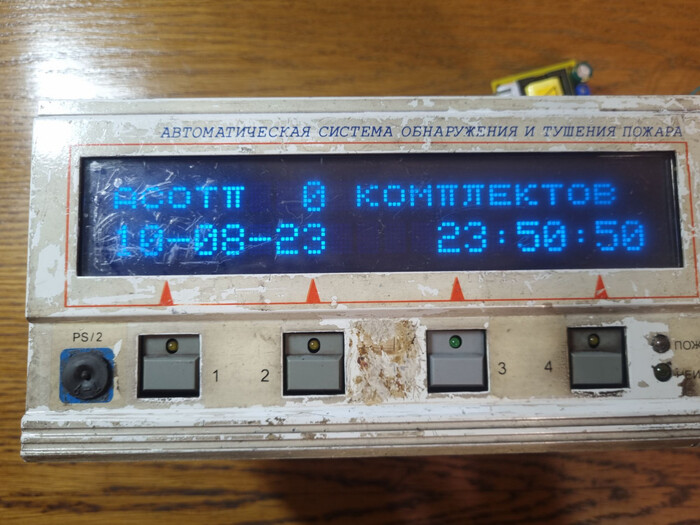 АВТОМАТИЧЕСКАЯ СИСТЕМА ОБНАРУЖЕНИЯ И ТУШЕНИЯ ПОЖАРА
АСОТП 0 КОМПЛЕКТОВ
10-08-23 23:50:50
PS/2
1 2 3 4
ПОЖ